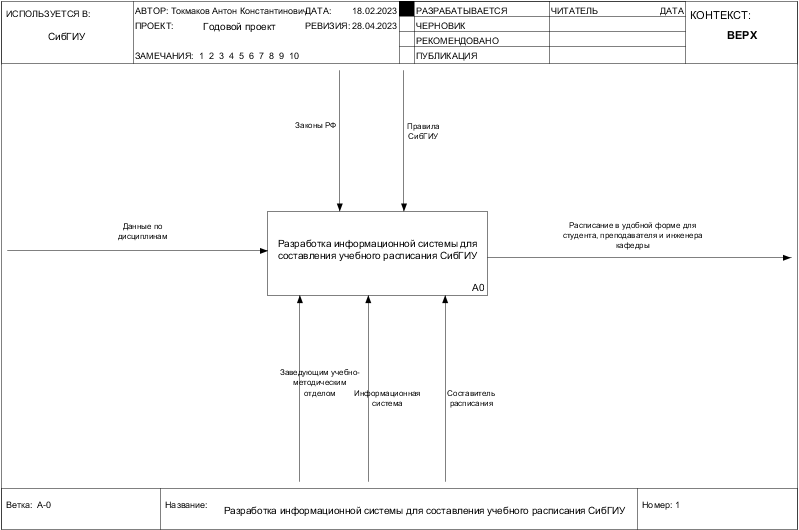 ИСПОЛЬЗУЕТСЯ В:
СибГИУ
АВТОР: Токмаков Антон Константинович
ДАТА: 18.02.2023
ПРОЕКТ: Годовой проект
РЕВИЗИЯ: 28.04.2023
ЗАМЕЧАНИЯ: 1 2 3 4 5 6 7 8 9 10
РАЗРАБАТЫВАЕТСЯ
ЧЕРНОВИК
РЕКОМЕНДОВАНО
ПУБЛИКАЦИЯ
ЧИТАТЕЛЬ ДАТА
КОНТЕКСТ:
ВЕРХ
Законы РФ
Правила
СибГИУ
Данные по
дисциплинам
Разработка информационной системы для
составления учебного расписания СибГИУ
A0
Расписание в удобной форме для
студента, преподавателя и инженера
кафедры
Заведующим учебно-
методическим
отделом
Информационная
система
Составитель
расписания
Ветка: A-0
Название: Разработка информационной системы для составления учебного расписания СибГИУ
Номер: 1